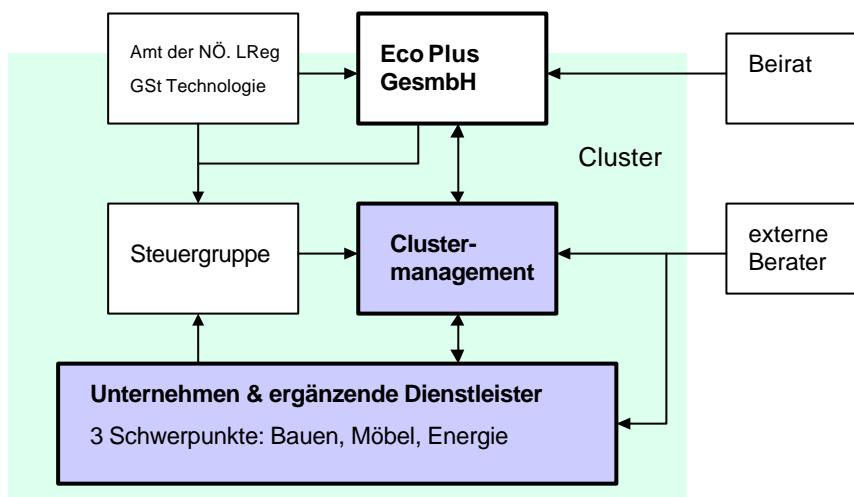 Amt der NÖ. LReg
GSt Technologie
Eco Plus
GesmbH
Beirat
Cluster
Steuergruppe
Cluster-
management
externe
Berater
Unternehmen & ergänzende Dienstleister
3 Schwerpunkte: Bauen, Möbel, Energie